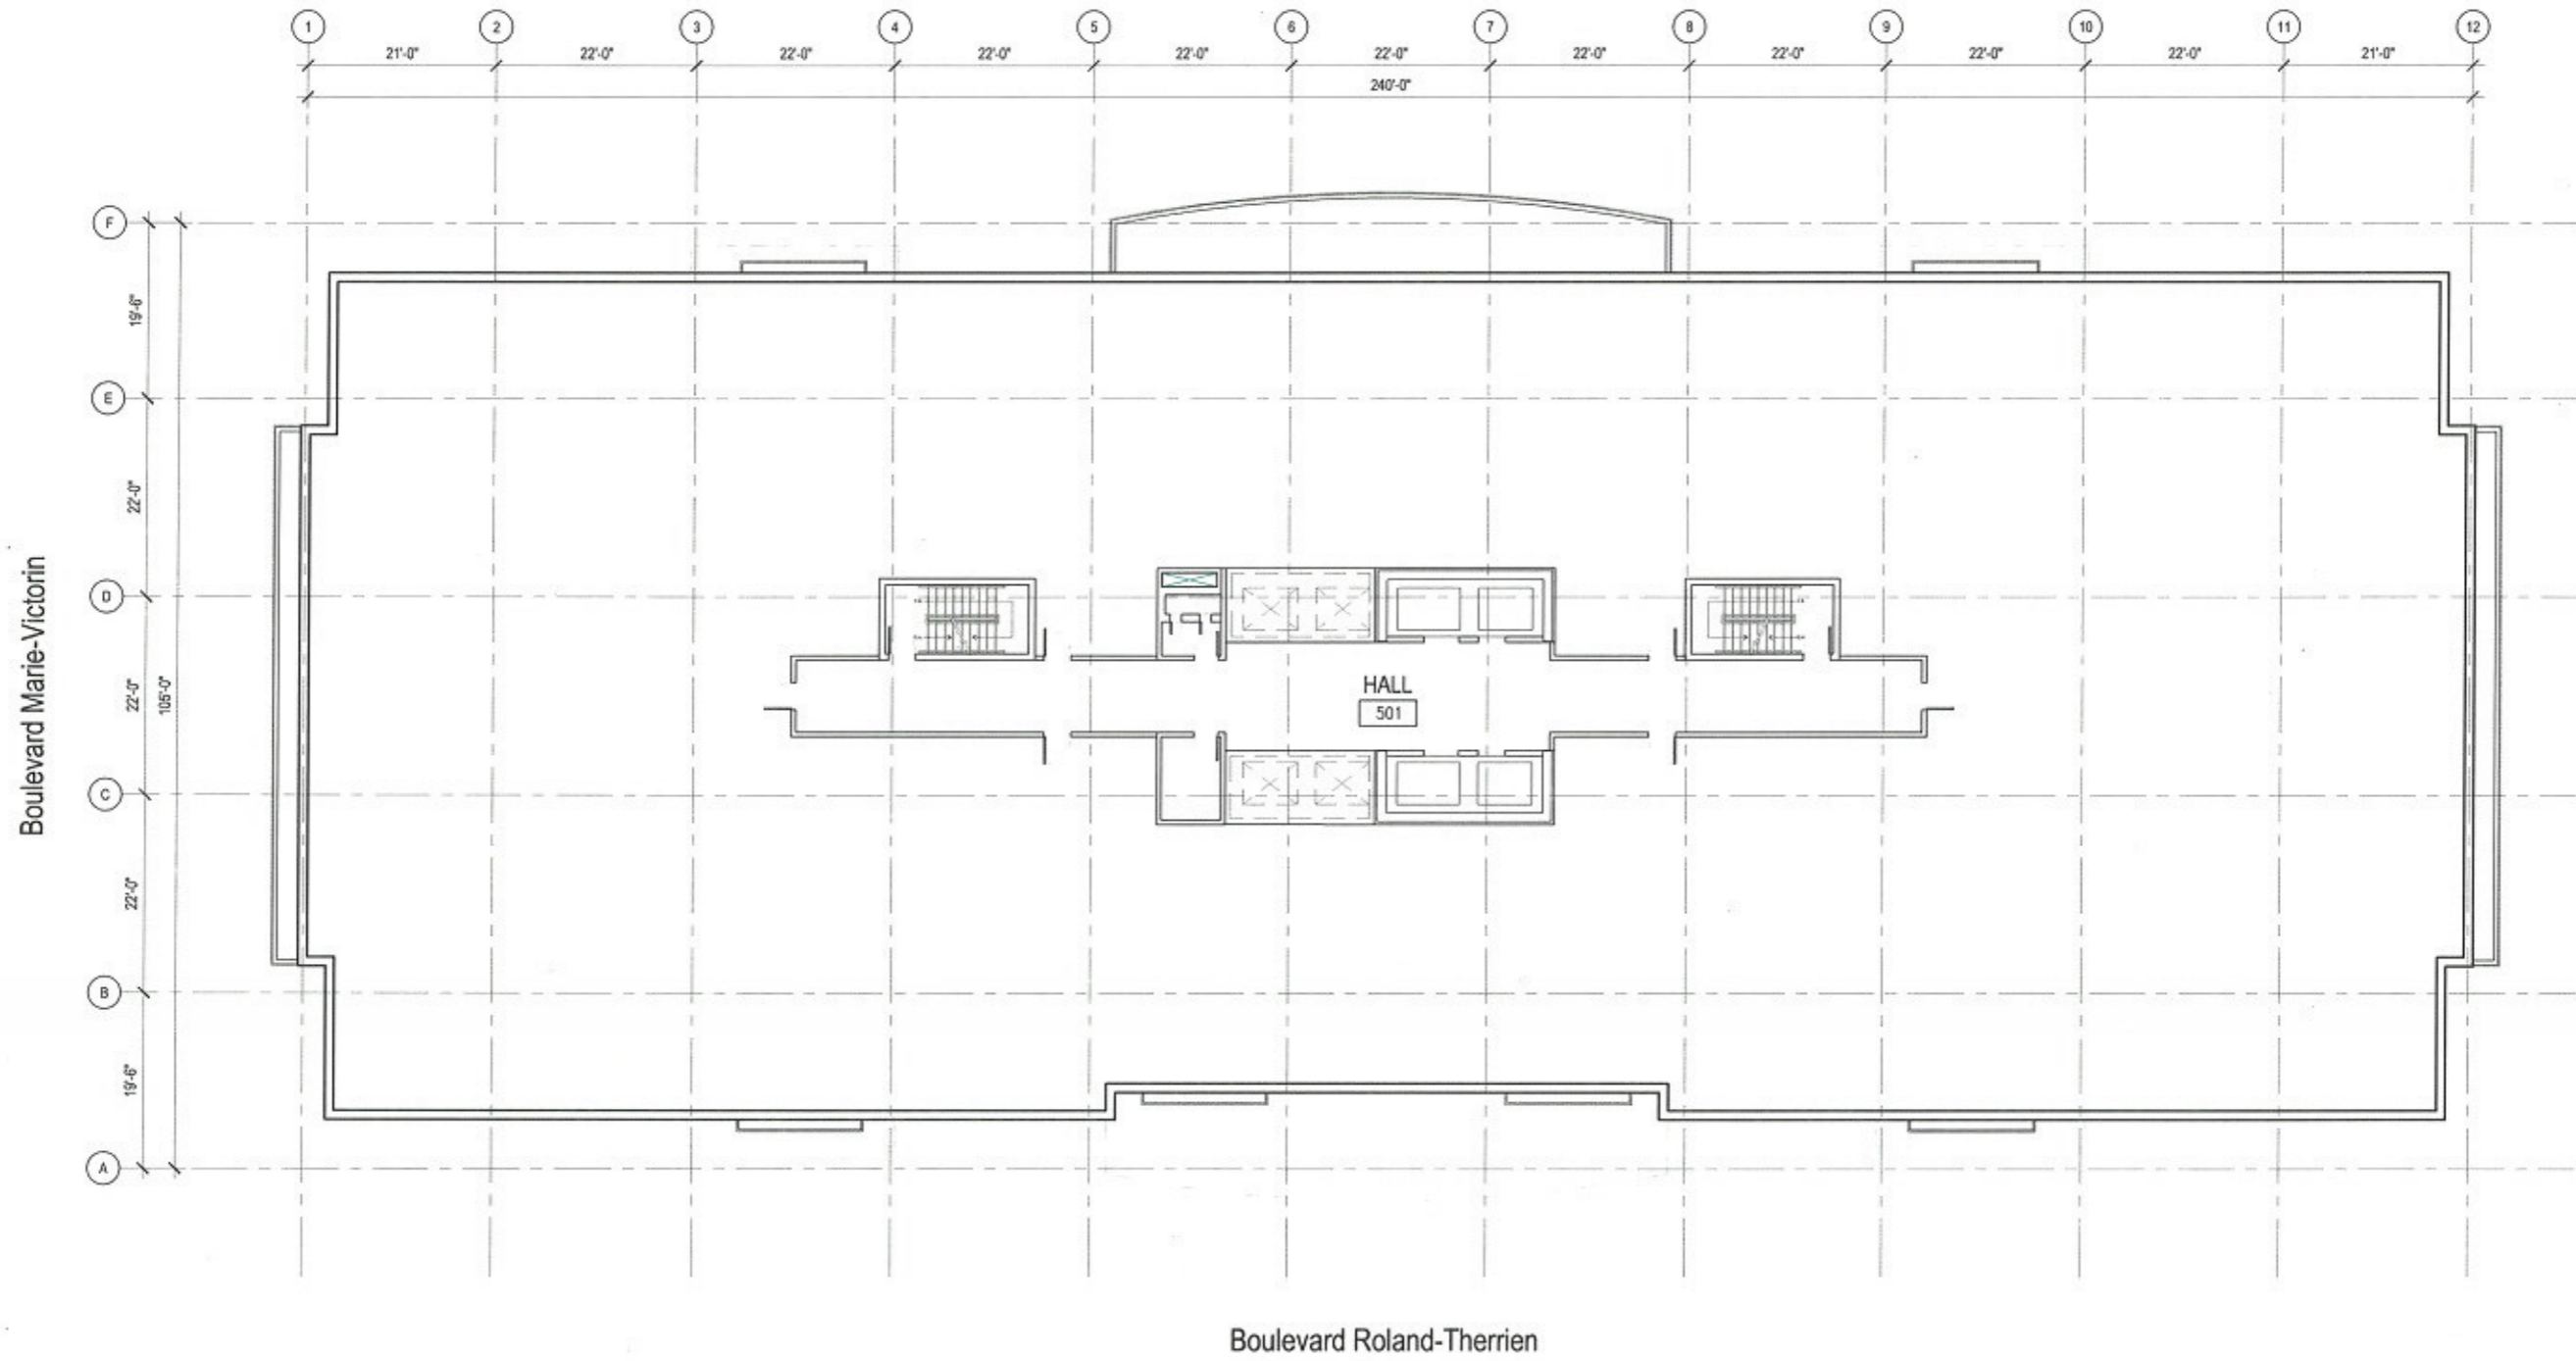 1 2 3 4 5 6 7 8 9 10 11 12
21'-0" 22'-0" 22'-0" 22'-0" 22'-0" 22'-0" 22'-0" 22'-0" 22'-0" 22'-0" 21'-0"
240'-0"
F
19'-6"
E
22'-0"
D
22'-0"
105'-0"
C
22'-0"
B
19'-6"
A
Boulevard Marie-Victorin
HALL
501
Boulevard Roland-Therrien